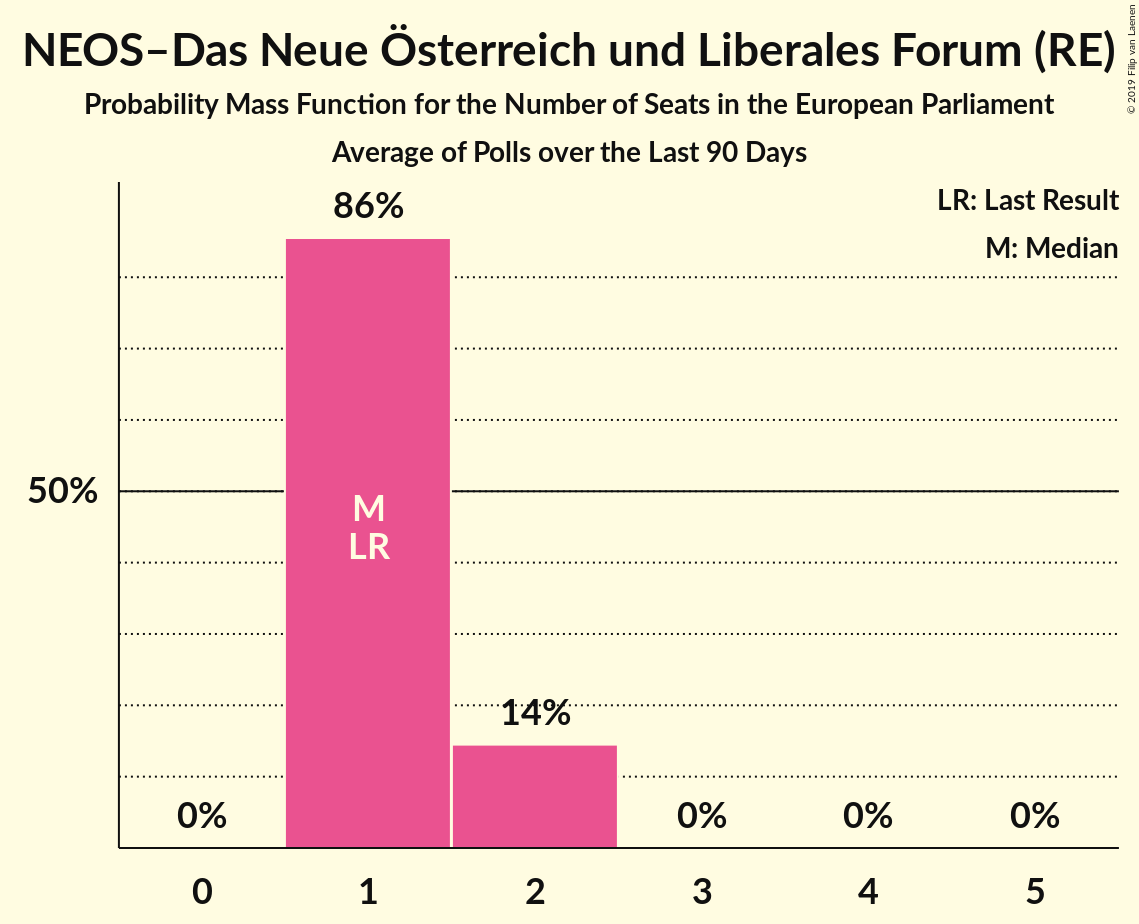 NEOS–Das Neue Österreich und Liberales Forum (RE)
Probability Mass Function for the Number of Seats in the European Parliament
Average of Polls over the Last 90 Days
© 2019 Filip van Laenen
LR: Last Result
M: Median
86%
50%
M
LR
14%
0%
0%
0%
0%
0
1
2
3
4
5